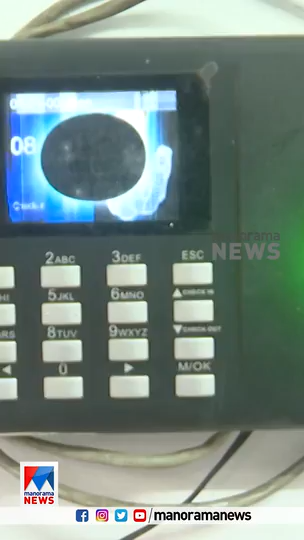 08
2ABC 3DEF ESC
5JKL 6MNO ▲CHECK IN
8TUV 9WXYZ ▼CHECK-OUT
0 M/OK
manorama
NEWS
manorama
NEWS
/manoramanews